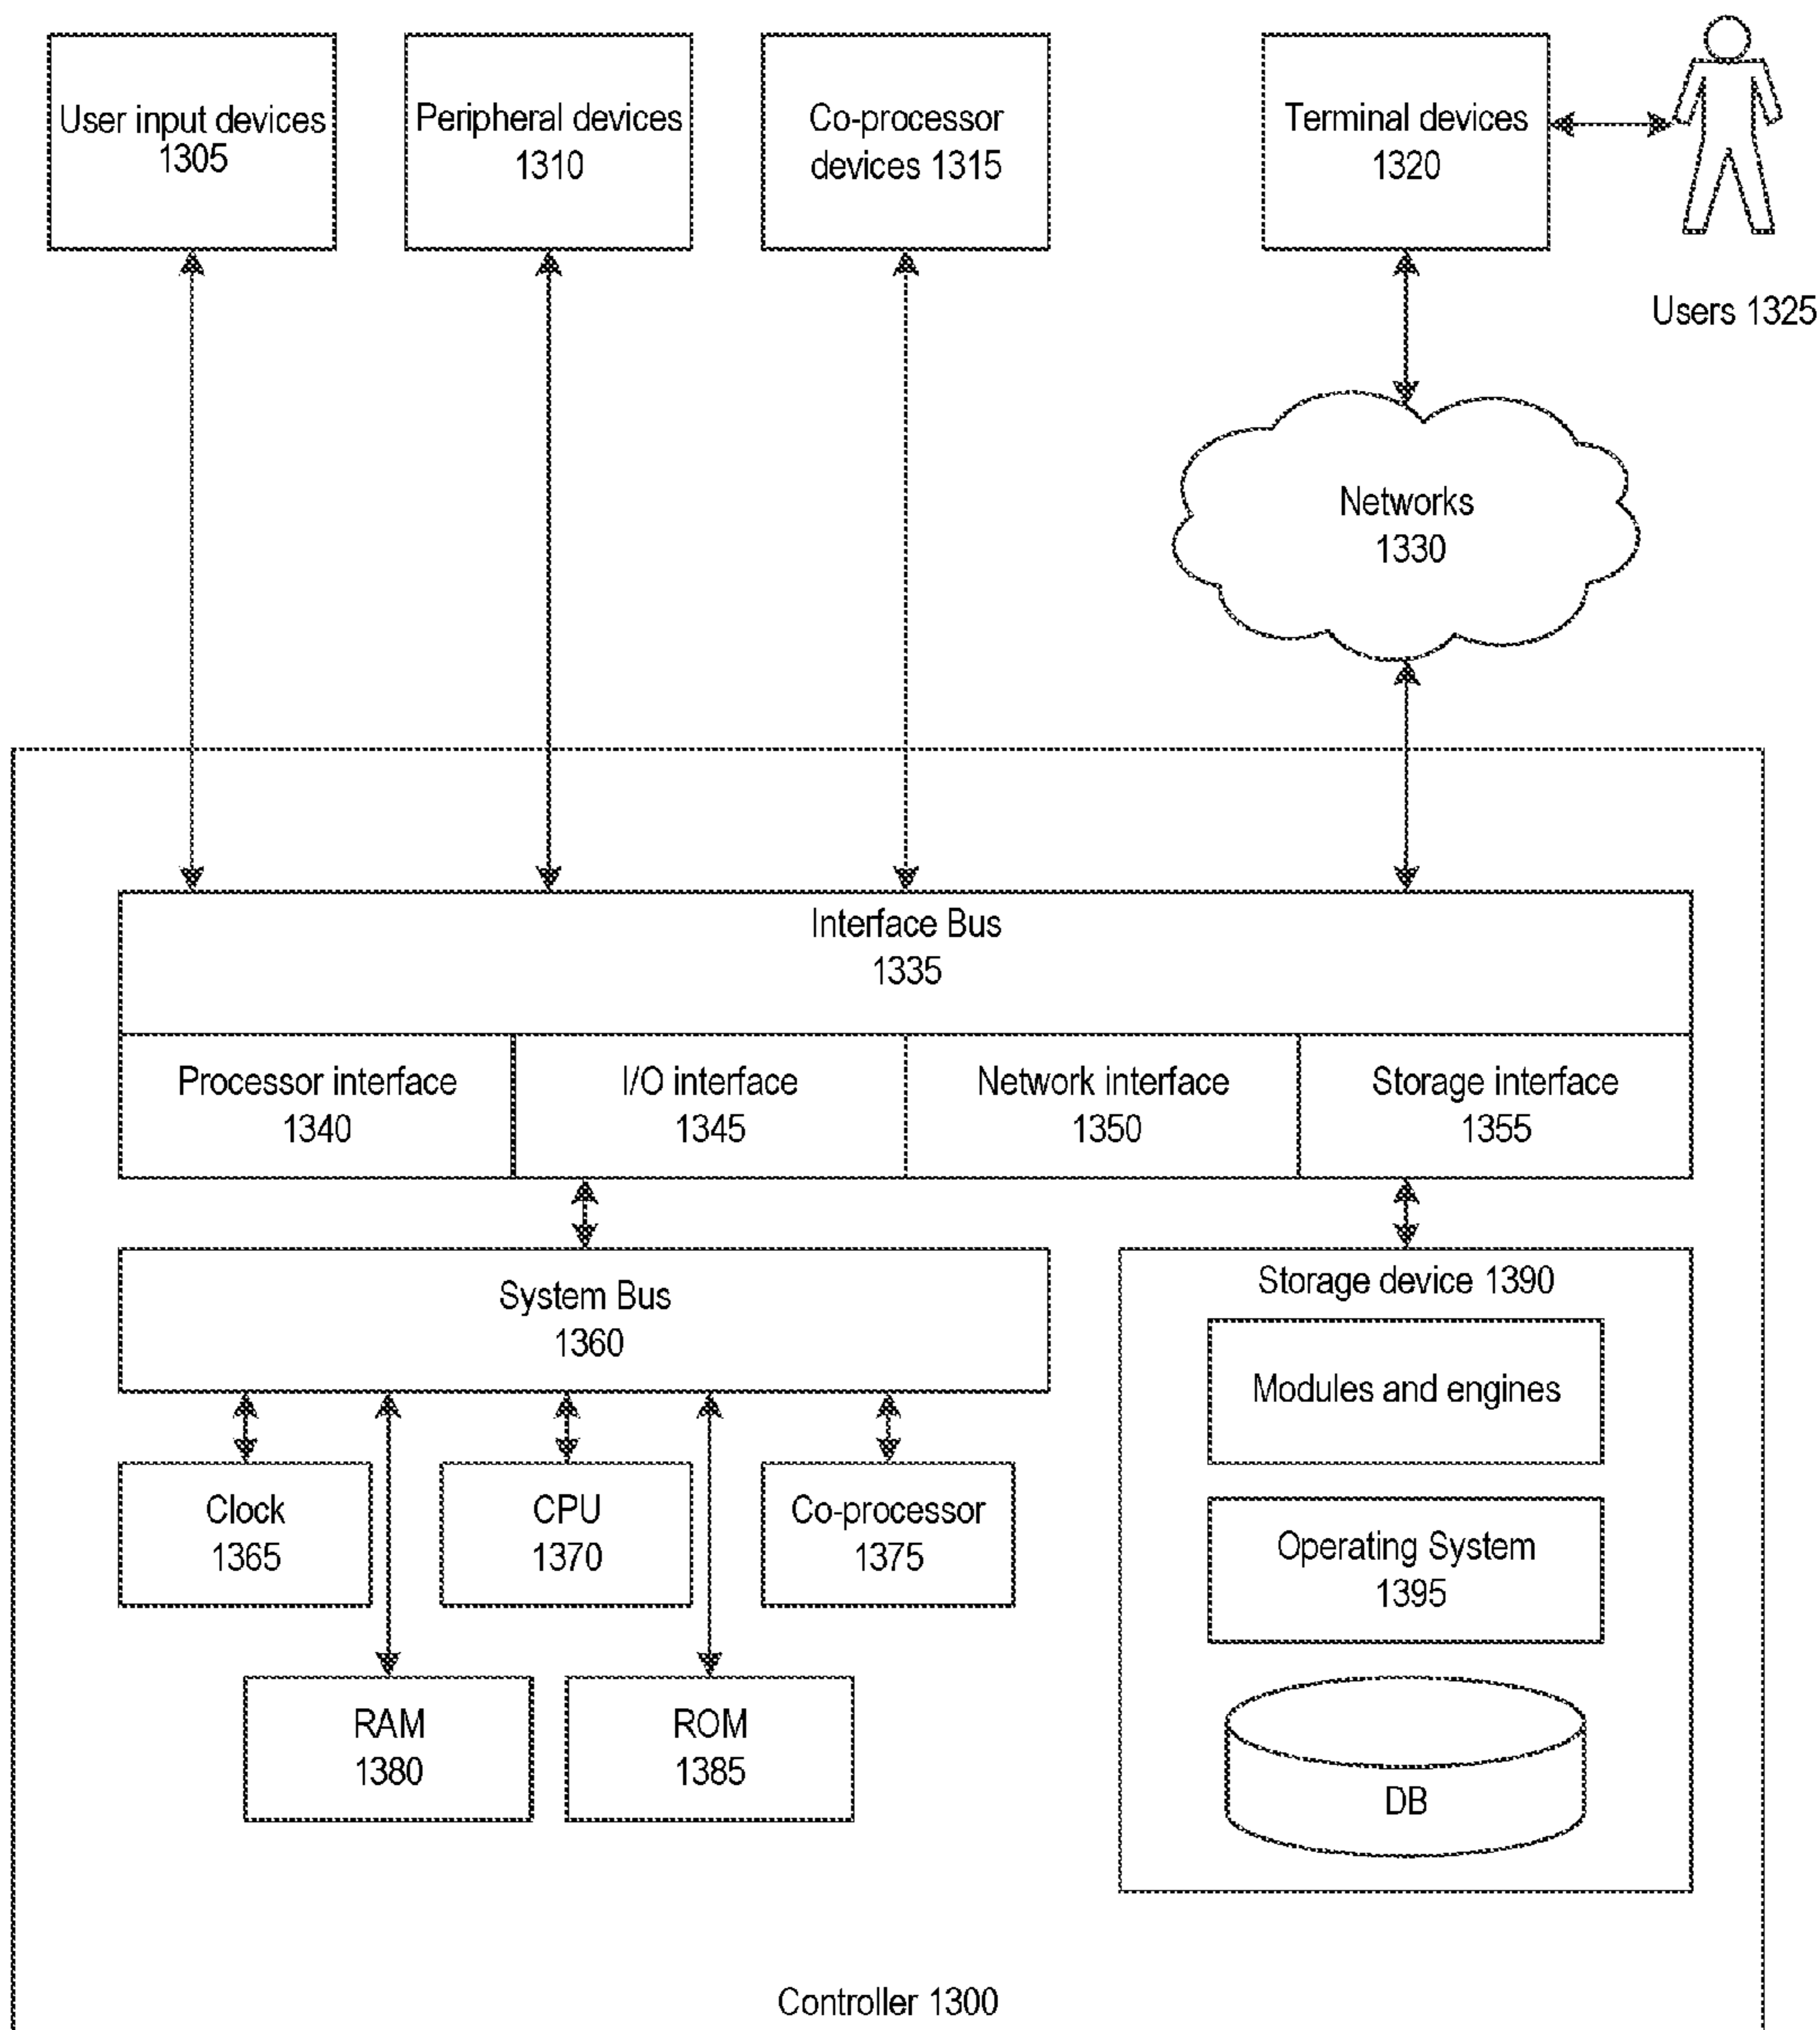 User input devices
1305
Peripheral devices
1310
Co-processor
devices 1315
Terminal devices
1320
Users 1325
Networks
1330
Interface Bus
1335
Processor interface
1340
I/O interface
1345
Network interface
1350
Storage interface
1355
System Bus
1360
Storage device 1390
Modules and engines
Clock
1365
CPU
1370
Co-processor
1375
Operating System
1395
RAM
1380
ROM
1385
DB
Controller 1300